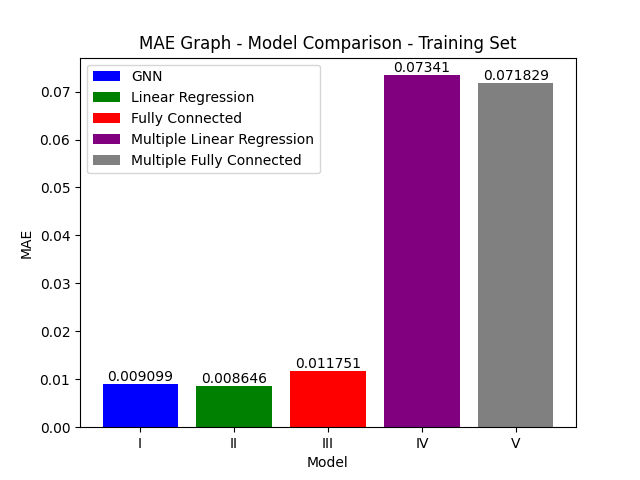 MAE Graph - Model Comparison - Training Set
GNN
Linear Regression
Fully Connected
Multiple Linear Regression
Multiple Fully Connected
0.07341
0.071829
0.009099
0.008646
0.011751
MAE
0.07
0.06
0.05
0.04
0.03
0.02
0.01
0.00
I
II
III
IV
V
Model